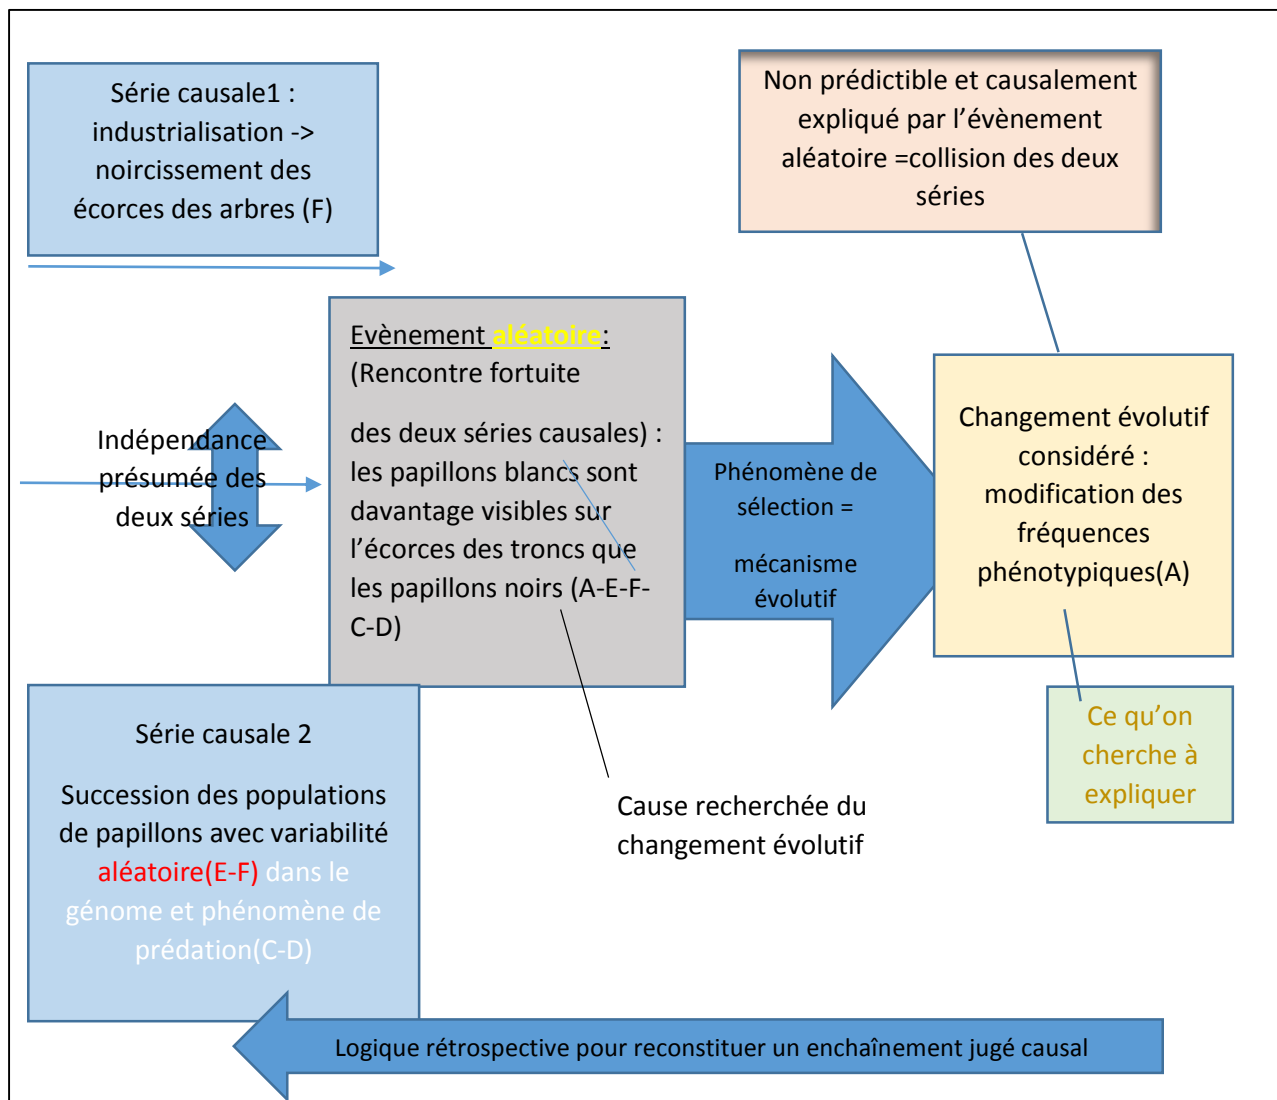 Série causale1 :
industrialisation ->
noircissement des
écorces des arbres (F)
Non prédictible et causalement
expliqué par l’évènement
aléatoire =collision des deux
séries
Evènement aléatoire:
(Rencontre fortuite
des deux séries causales) :
les papillons blancs sont
davantage visibles sur
l’écorces des troncs que
les papillons noirs (A-E-F-
C-D)
Indépendance
présumée des
deux séries
Phénomène de
sélection =
mécanisme
évolutif
Changement évolutif
considéré :
modification des
fréquences
phénotypiques(A)
Série causale 2
Succession des populations
de papillons avec variabilité
aléatoire(E-F) dans le
génome et phénomène de
prédation(C-D)
Cause recherchée du
changement évolutif
Ce qu’on
cherche à
expliquer
Logique rétrospective pour reconstituer un enchaînement jugé causal